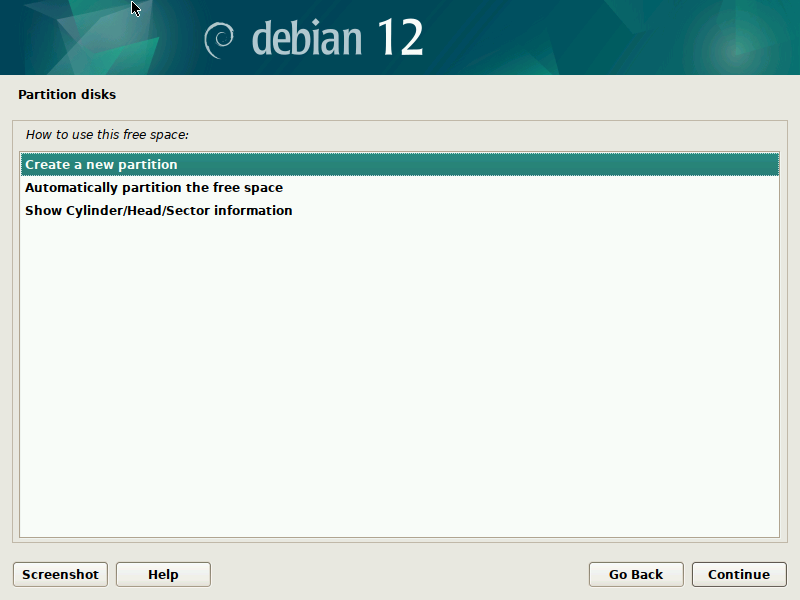 debian 12
Partition disks
How to use this free space:
Create a new partition
Automatically partition the free space
Show Cylinder/Head/Sector information
Screenshot
Help
Go Back
Continue